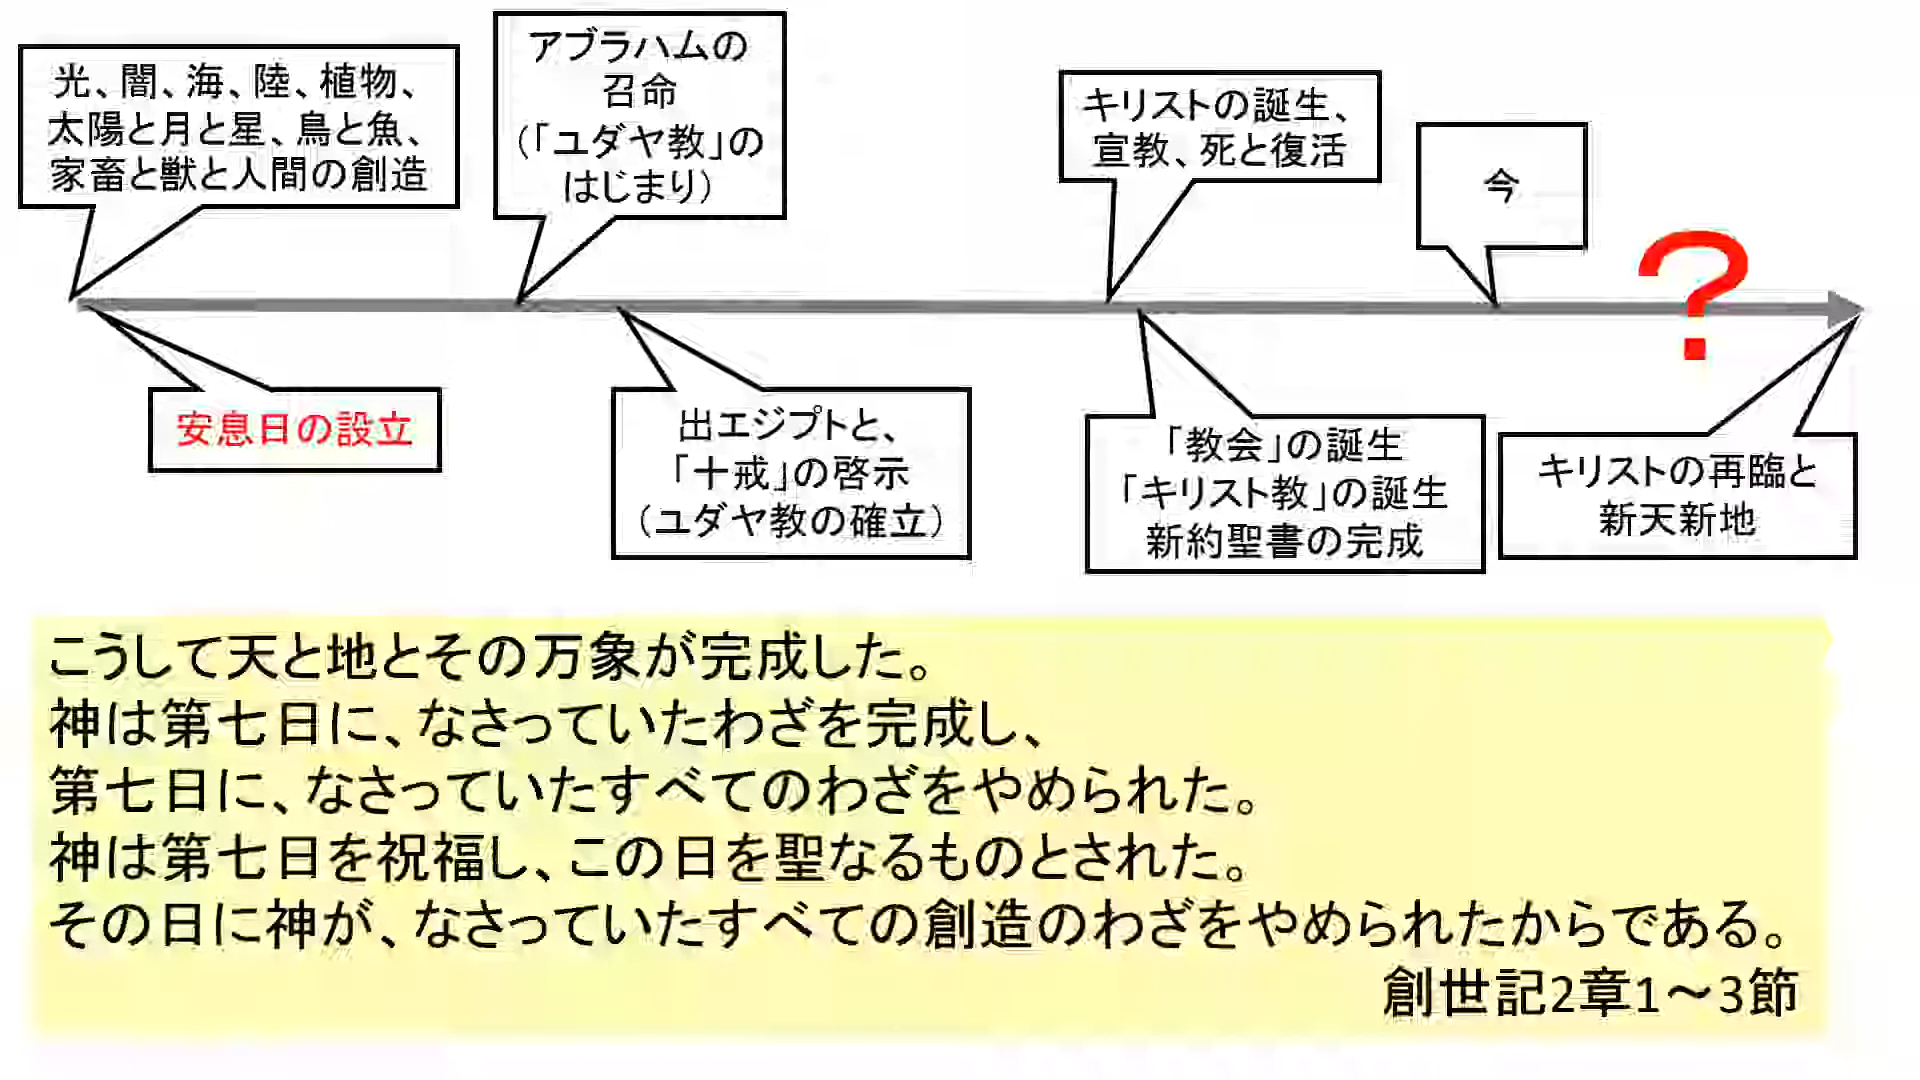 光、闇、海、陸、植物、
太陽と月と星、鳥と魚、
家畜と獣と人間の創造
アブラハムの
召命
(「ユダヤ教」の
はじまり)
キリストの誕生、
宣教、死と復活
今
?
安息日の設立
出エジプトと、
「十戒」の啓示
(ユダヤ教の確立)
「教会」の誕生
「キリスト教」の誕生
新約聖書の完成
キリストの再臨と
新天新地
こうして天と地とその万象が完成した。
神は第七日に、なさっていたわざを完成し、
第七日に、なさっていたすべてのわざをやめられた。
神は第七日を祝福し、この日を聖なるものとされた。
その日に神が、なさっていたすべての創造のわざをやめられたからである。
創世記2章1～3節